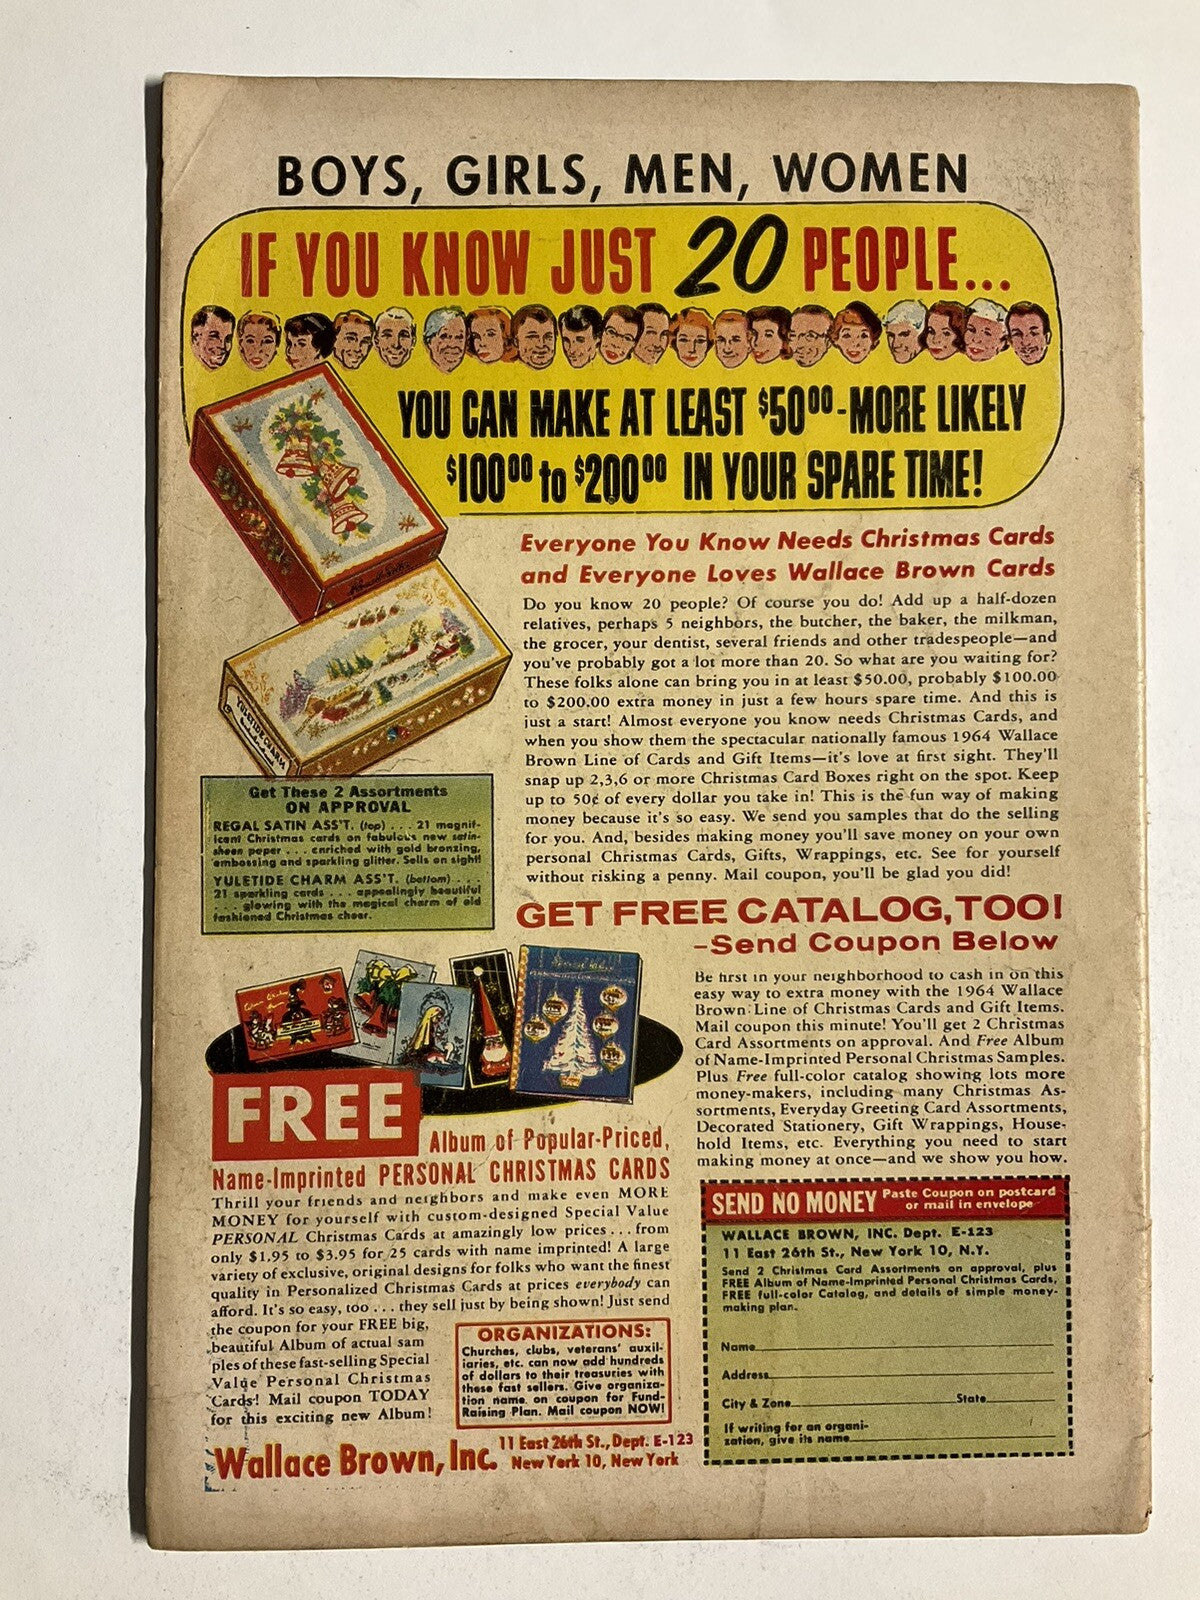 BOYS, GIRLS, MEN, WOMEN
IF YOU KNOW JUST 20 PEOPLE...
YOU CAN MAKE AT LEAST $50⁰⁰-MORE LIKELY
$100⁰⁰ to $200⁰⁰ IN YOUR SPARE TIME!
YULETIDE CHARM
Everyone You Know Needs Christmas Cards
and Everyone Loves Wallace Brown Cards
Do you know 20 people? Of course you do! Add up a half-dozen
relatives, perhaps 5 neighbors, the butcher, the baker, the milkman,
the grocer, your dentist, several friends and other tradespeople—and
you've probably got a lot more than 20. So what are you waiting for?
These folks alone can bring you in at least $50.00, probably $100.00
to $200.00 extra money in just a few hours spare time. And this is
just a start! Almost everyone you know needs Christmas Cards, and
when you show them the spectacular nationally famous 1964 Wallace
Brown Line of Cards and Gift Items—it's love at first sight. They'll
snap up 2,3,6 or more Christmas Card Boxes right on the spot. Keep
up to 50¢ of every dollar you take in! This is the fun way of making
money because it's so easy. We send you samples that do the selling
for you. And, besides making money you'll save money on your own
personal Christmas Cards, Gifts, Wrappings, etc. See for yourself
without risking a penny. Mail coupon, you'll be glad you did!
Get These 2 Assortments
ON APPROVAL
REGAL SATIN ASS'T. (top) . . . 21 magnif-
icent Christmas cards on fabulous new satin-
sheen paper . . . enriched with gold bronzing,
embossing and sparkling glitter. Sells on sight!
YULETIDE CHARM ASS'T. (bottom) . . .
21 sparkling cards . . . appealingly beautiful
. . . glowing with the magical charm of old
fashioned Christmas cheer.
GET FREE CATALOG, TOO!
-Send Coupon Below
Be first in your neighborhood to cash in on this
easy way to extra money with the 1964 Wallace
Brown Line of Christmas Cards and Gift Items.
Mail coupon this minute! You'll get 2 Christmas
Card Assortments on approval. And Free Album
of Name-Imprinted Personal Christmas Samples.
Plus Free full-color catalog showing lots more
money-makers, including many Christmas As-
sortments, Everyday Greeting Card Assortments,
Decorated Stationery, Gift Wrappings, House-
hold Items, etc. Everything you need to start
making money at once—and we show you how.
FREE Album of Popular-Priced,
Name-Imprinted PERSONAL CHRISTMAS CARDS
Thrill your friends and neighbors and make even MORE
MONEY for yourself with custom-designed Special Value
PERSONAL Christmas Cards at amazingly low prices . . . from
only $1.95 to $3.95 for 25 cards with name imprinted! A large
variety of exclusive, original designs for folks who want the finest
quality in Personalized Christmas Cards at prices everybody can
afford. It's so easy, too . . . they sell just by being shown! Just send
the coupon for your FREE big,
beautiful Album of actual sam
ples of these fast-selling Special
Value Personal Christmas
Cards! Mail coupon TODAY
for this exciting new Album!
ORGANIZATIONS:
Churches, clubs, veterans' auxil-
iaries, etc. can now add hundreds
of dollars to their treasuries with
these fast sellers. Give organiza-
tion name on coupon for Fund-
Raising Plan. Mail coupon NOW!
Wallace Brown, Inc. 11 East 26th St., Dept. E-123
New York 10, New York
SEND NO MONEY Paste Coupon on postcard
or mail in envelope
WALLACE BROWN, INC. Dept. E-123
11 East 26th St., New York 10, N.Y.
Send 2 Christmas Card Assortments on approval, plus
FREE Album of Name-Imprinted Personal Christmas Cards,
FREE full-color Catalog, and details of simple money-
making plan.
Name
Address
City & Zone State
If writing for an organi-
zation, give its name